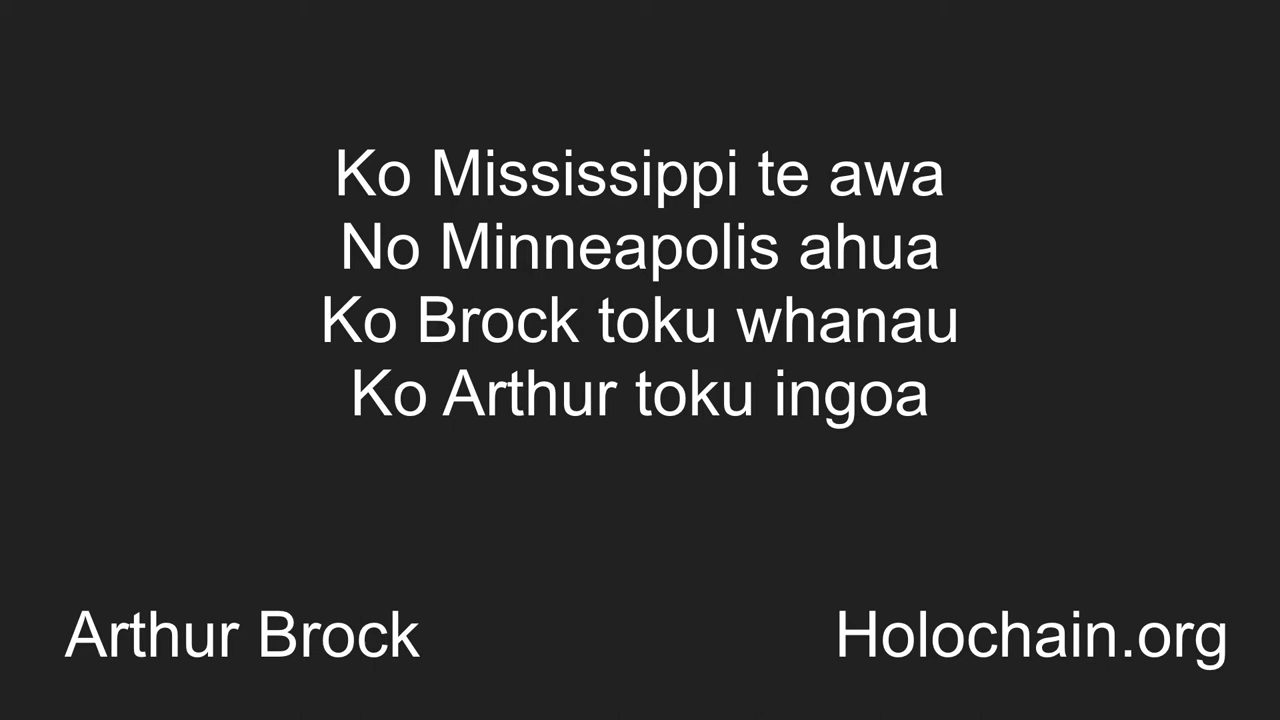 Ko Mississippi te awa
No Minneapolis ahua
Ko Brock toku whanau
Ko Arthur toku ingoa
Arthur Brock
Holochain.org